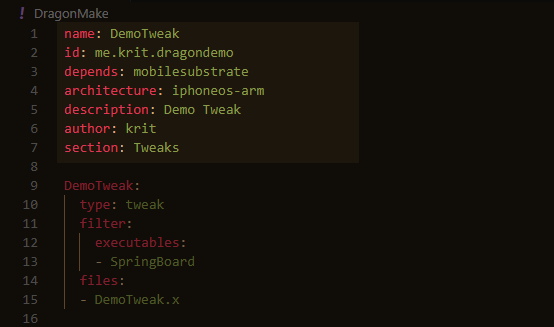 ! DragonMake
1 name: DemoTweak
2 id: me.krit.dragondemo
3 depends: mobilesubstrate
4 architecture: iphoneos-arm
5 description: Demo Tweak
6 author: krit
7 section: Tweaks
8
9 DemoTweak:
10 type: tweak
11 filter:
12 executables:
13 - SpringBoard
14 files:
15 - DemoTweak.x
16